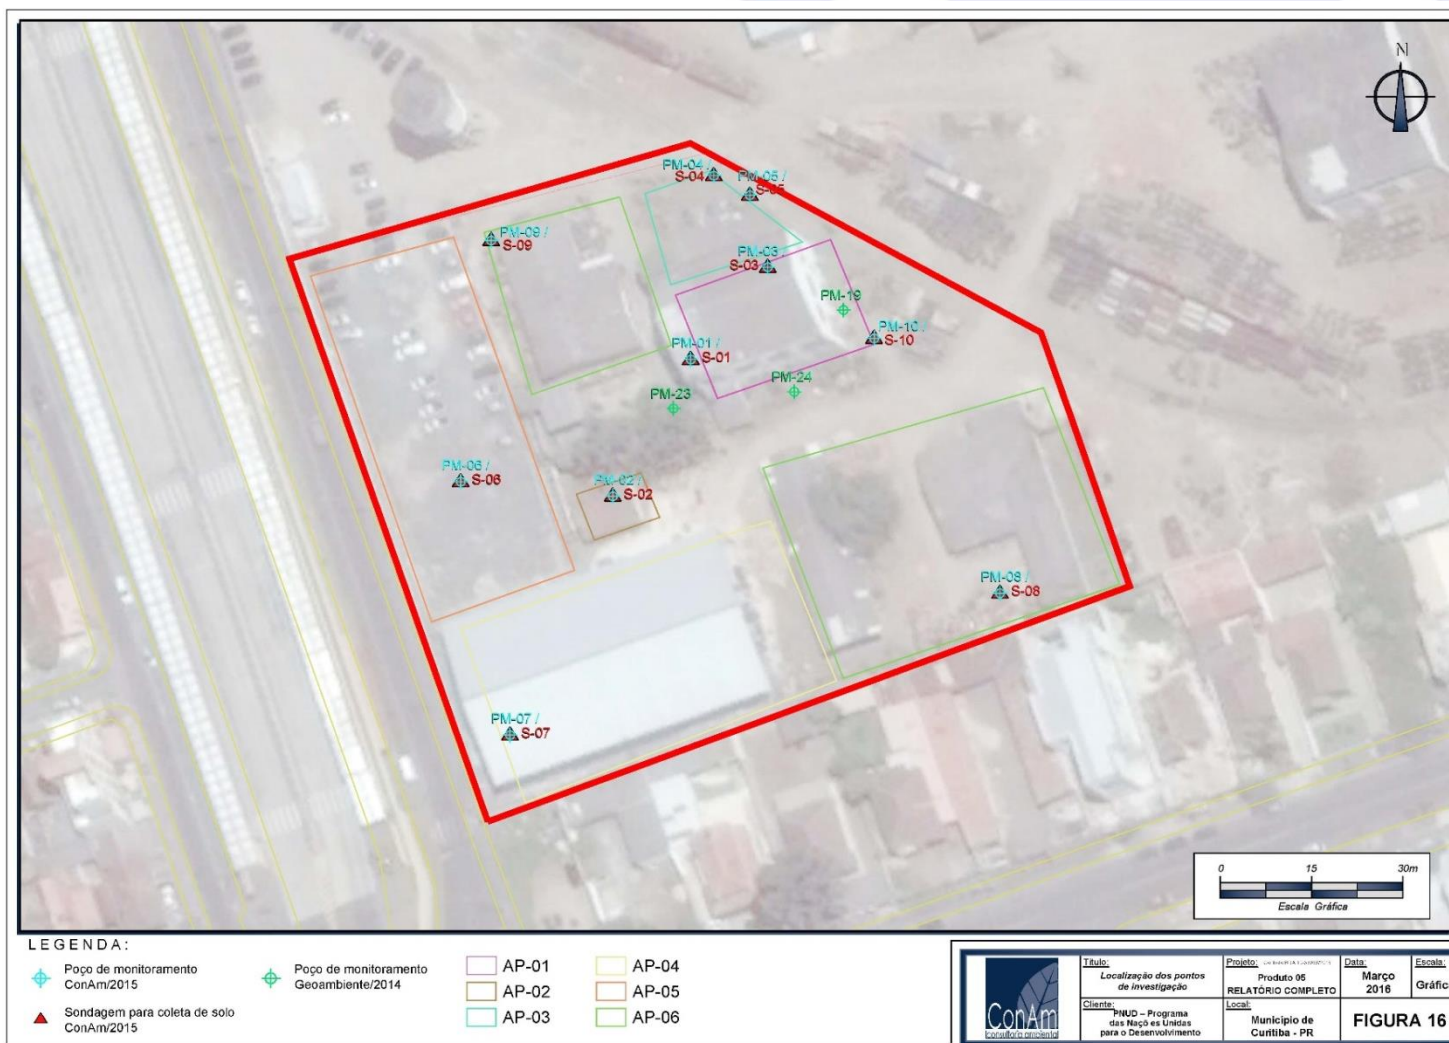 N
PM-04 /
S-04
PM-05 /
S-05
PM-09 /
S-09
PM-03 /
S-03
PM-19
PM-10 /
S-10
PM-01 /
S-01
PM-24
PM-23
PM-06 /
S-06
PM-02 /
S-02
PM-08 /
S-08
PM-07 /
S-07
0 15 30m
Escala Gráfica
LEGENDA:
Poço de monitoramento
ConAm/2015
Sondagem para coleta de solo
ConAm/2015
Poço de monitoramento
Geoambiente/2014
AP-01
AP-02
AP-03
AP-04
AP-05
AP-06
ConAm
consultoria ambiental
Título:
Localização dos pontos
de investigação
Cliente:
PNUD – Programa
das Nações Unidas
para o Desenvolvimento
Projeto:
Produto 05
RELATÓRIO COMPLETO
Local:
Município de
Curitiba - PR
Data:
Março
2016
Escala:
Gráfic
FIGURA 16